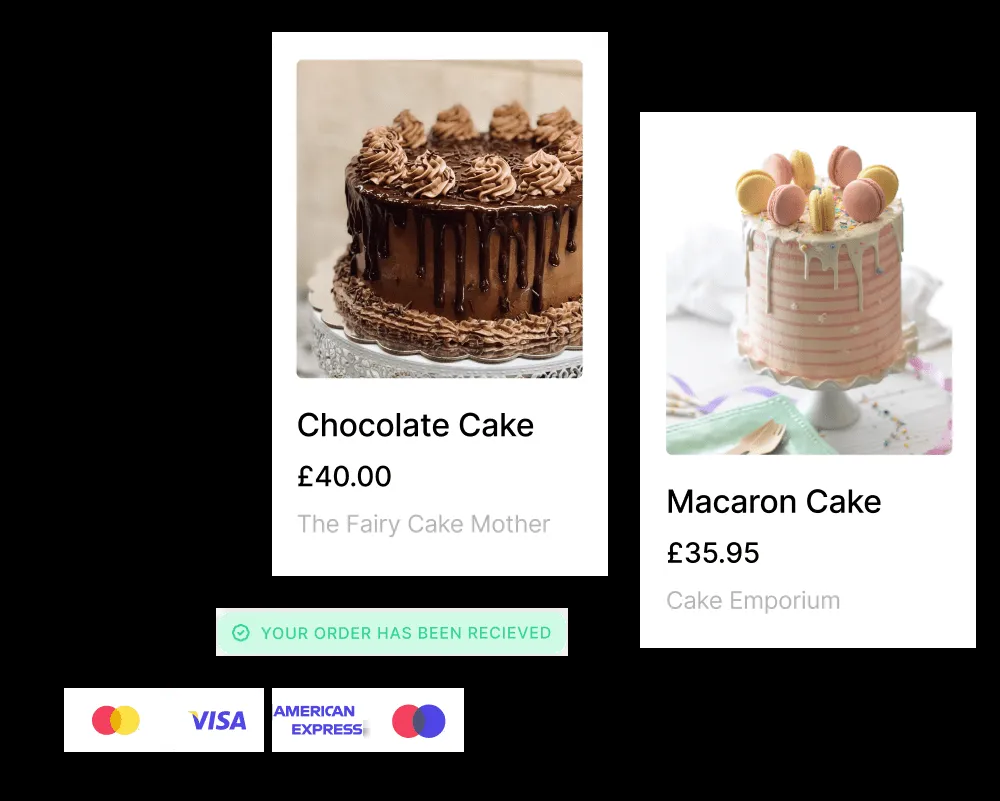 Chocolate Cake
£40.00
The Fairy Cake Mother
Macaron Cake
£35.95
Cake Emporium
YOUR ORDER HAS BEEN RECIEVED
VISA
AMERICAN
EXPRESS